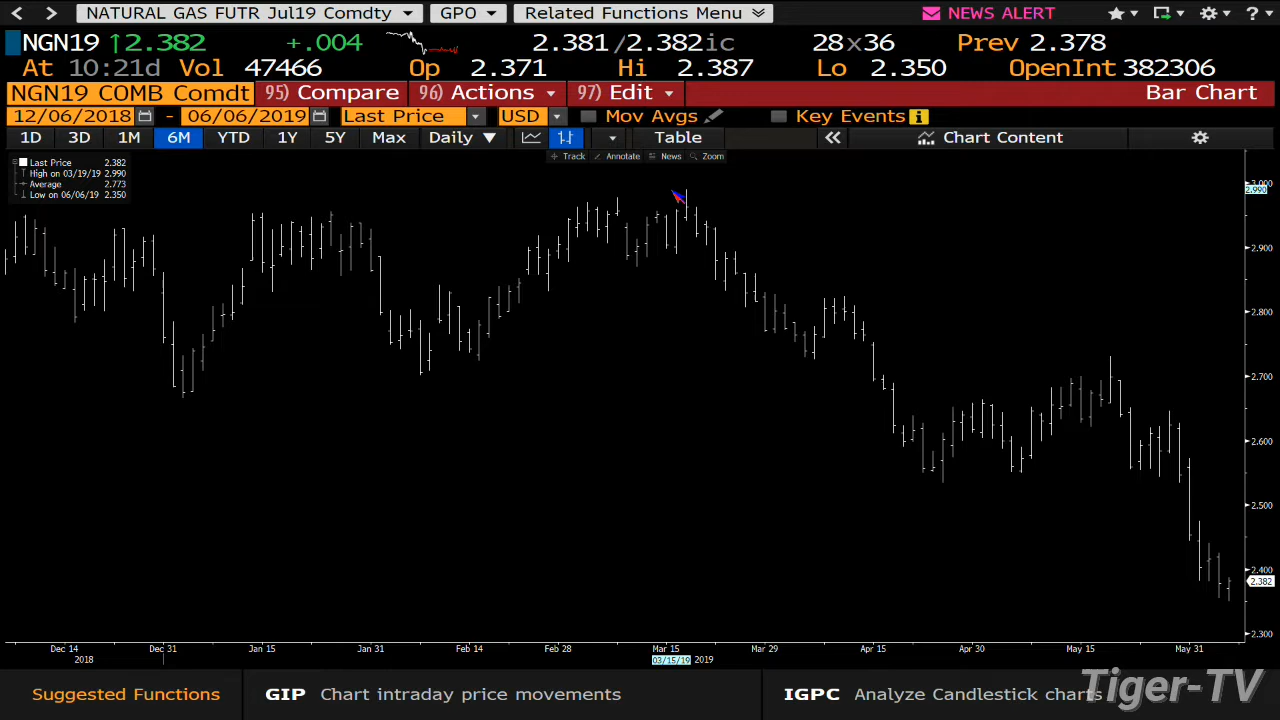 NATURAL GAS FUTR Jul19 Comdty GPO Related Functions Menu NEWS ALERT ?
NGN19 ↑2.382 +.004 2.381/2.382ic 28x36 Prev 2.378
At 10:21d Vol 47466 Op 2.371 Hi 2.387 Lo 2.350 OpenInt 382306
NGN19 COMB Comdt 95) Compare 96) Actions 97) Edit Bar Chart
12/06/2018 - 06/06/2019 Last Price USD Mov Avgs Key Events
1D 3D 1M 6M YTD 1Y 5Y Max Daily ▼ Table Chart Content
Track Annotate News Zoom
Last Price 2.382
High on 03/19/19 2.990
Average 2.773
Low on 06/06/19 2.350
3.000
2.990
2.900
2.800
2.700
2.600
2.500
2.400
2.382
2.300
Dec 14 Dec 31 Jan 15 Jan 31 Feb 14 Feb 28 Mar 15 Mar 29 Apr 15 Apr 30 May 15 May 31
2018 03/15/19 2019
Suggested Functions GIP Chart intraday price movements IGPC Analyze Candlestick charts
Tiger-TV